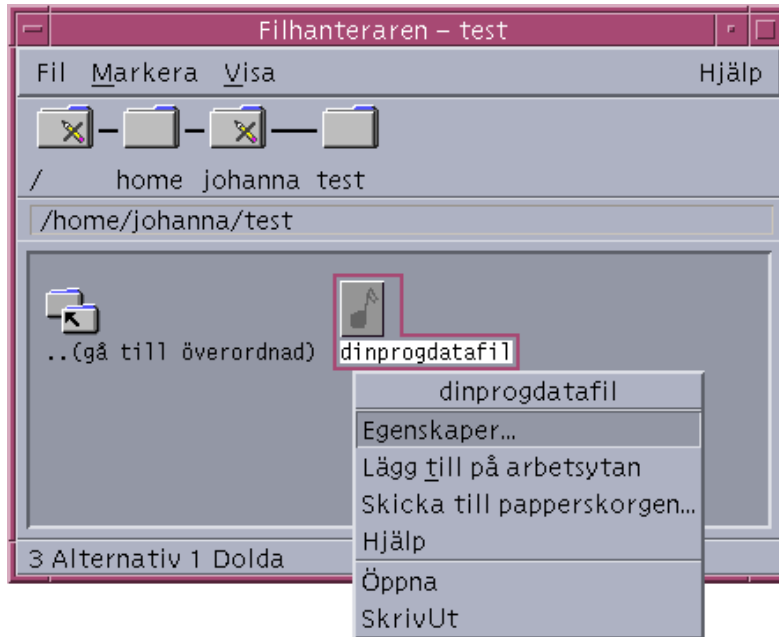 Filhanteraren – test
Fil Markera Visa Hjälp
/ home johanna test
/home/johanna/test
..(gå till överordnad) dinprogdatafil
dinprogdatafil
Egenskaper...
Lägg till på arbetsytan
Skicka till papperskorgen...
Hjälp
3 Alternativ 1 Dolda
Öppna
SkrivUt